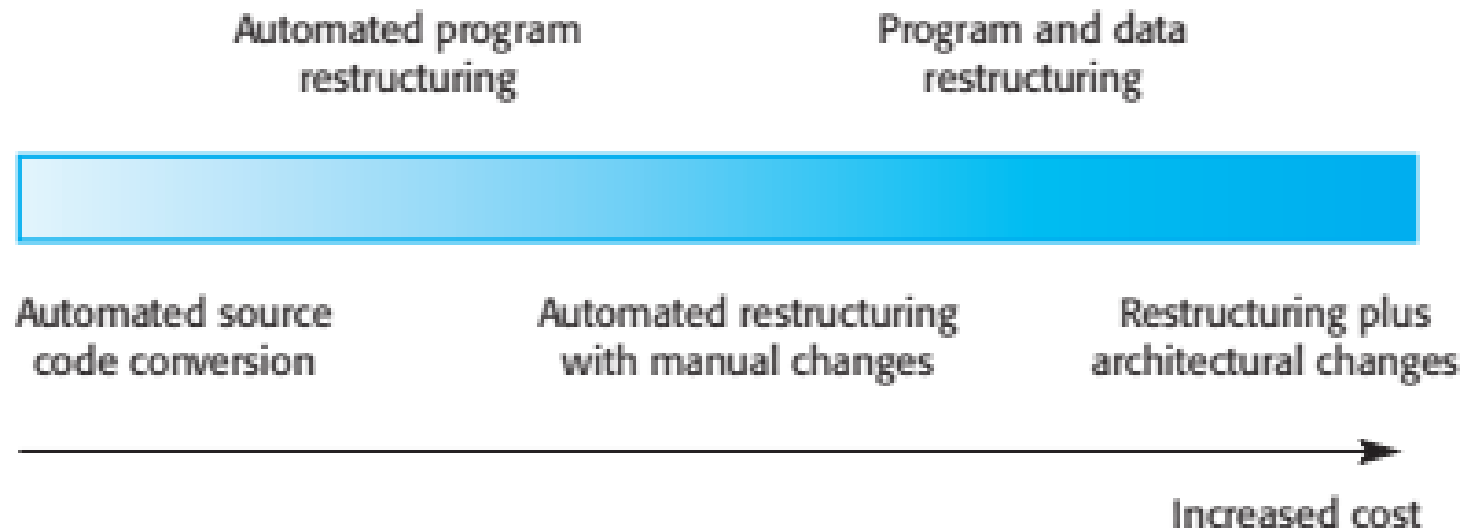 Automated program
restructuring
Program and data
restructuring
Automated source
code conversion
Automated restructuring
with manual changes
Restructuring plus
architectural changes
Increased cost